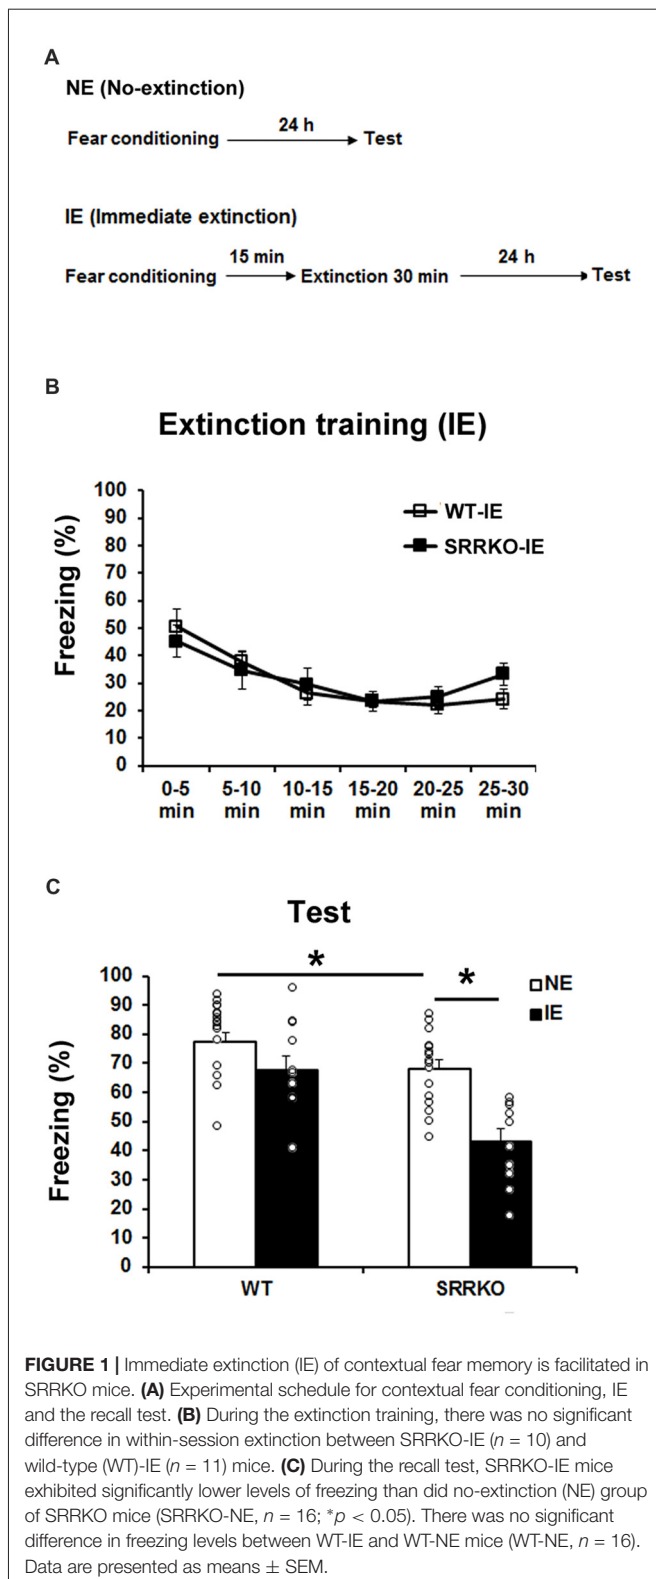 A
NE (No-extinction)
24 h
Fear conditioning Test
IE (Immediate extinction)
15 min 24 h
Fear conditioning Extinction 30 min Test
B
Extinction training (IE)
100
90
80
70
60
50
40
30
20
10
0
Freezing (%)
WT-IE
SRRKO-IE
0-5 5-10 10-15 15-20 20-25 25-30
min min min min min min
C
Test
* *
100
90
80
70
60
50
40
30
20
10
0
Freezing (%)
NE
IE
WT SRRKO
FIGURE 1 | Immediate extinction (IE) of contextual fear memory is facilitated in
SRRKO mice. (A) Experimental schedule for contextual fear conditioning, IE
and the recall test. (B) During the extinction training, there was no significant
difference in within-session extinction between SRRKO-IE (n = 10) and
wild-type (WT)-IE (n = 11) mice. (C) During the recall test, SRRKO-IE mice
exhibited significantly lower levels of freezing than did no-extinction (NE) group
of SRRKO mice (SRRKO-NE, n = 16; *p < 0.05). There was no significant
difference in freezing levels between WT-IE and WT-NE mice (WT-NE, n = 16).
Data are presented as means ± SEM.